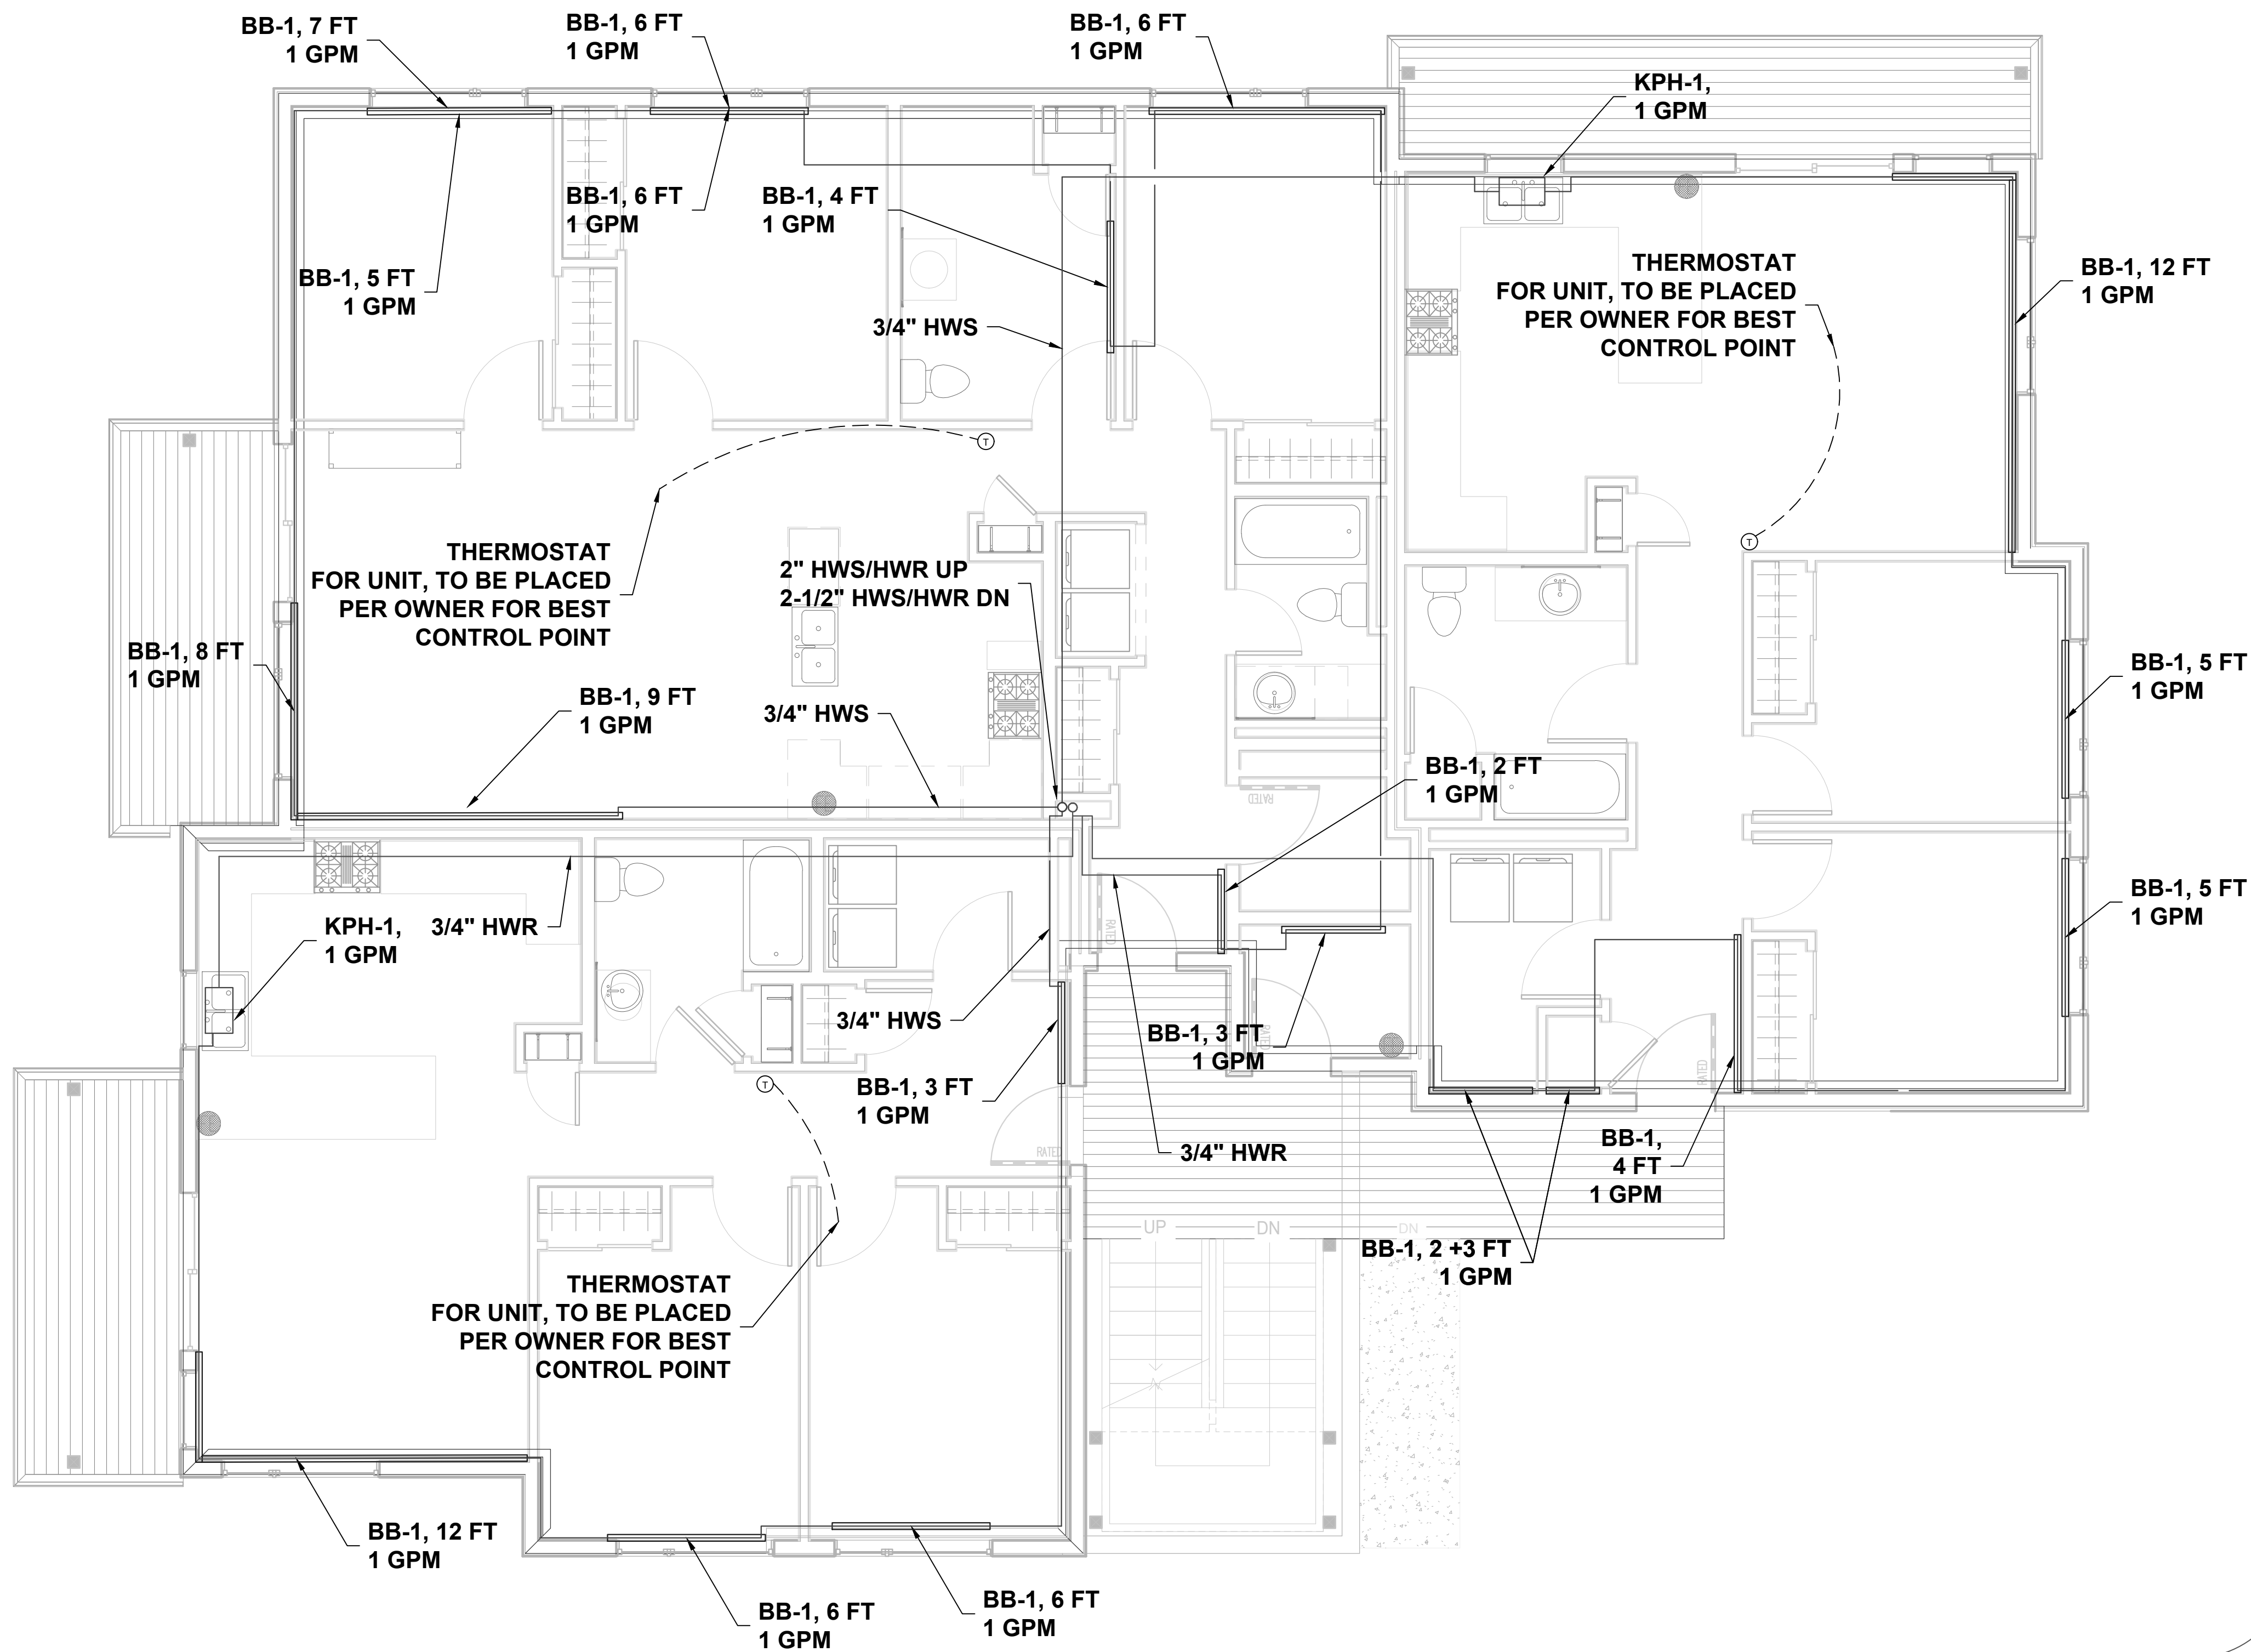 BB-1, 7 FT
1 GPM
BB-1, 6 FT
1 GPM
BB-1, 6 FT
1 GPM
KPH-1,
1 GPM
BB-1, 6 FT
1 GPM
BB-1, 4 FT
1 GPM
BB-1, 5 FT
1 GPM
3/4" HWS
THERMOSTAT
FOR UNIT, TO BE PLACED
PER OWNER FOR BEST
CONTROL POINT
BB-1, 12 FT
1 GPM
T
T
THERMOSTAT
FOR UNIT, TO BE PLACED
PER OWNER FOR BEST
CONTROL POINT
2" HWS/HWR UP
2-1/2" HWS/HWR DN
BB-1, 8 FT
1 GPM
BB-1, 9 FT
1 GPM
3/4" HWS
BB-1, 5 FT
1 GPM
BB-1, 2 FT
1 GPM
RATED
BB-1, 5 FT
1 GPM
KPH-1,
1 GPM
3/4" HWR
RATED
3/4" HWS
BB-1, 3 FT
1 GPM
RATED
RATED
T
BB-1, 3 FT
1 GPM
RATED
3/4" HWR
BB-1,
4 FT
1 GPM
UP
DN
DN
BB-1, 2 +3 FT
1 GPM
THERMOSTAT
FOR UNIT, TO BE PLACED
PER OWNER FOR BEST
CONTROL POINT
BB-1, 12 FT
1 GPM
BB-1, 6 FT
1 GPM
BB-1, 6 FT
1 GPM